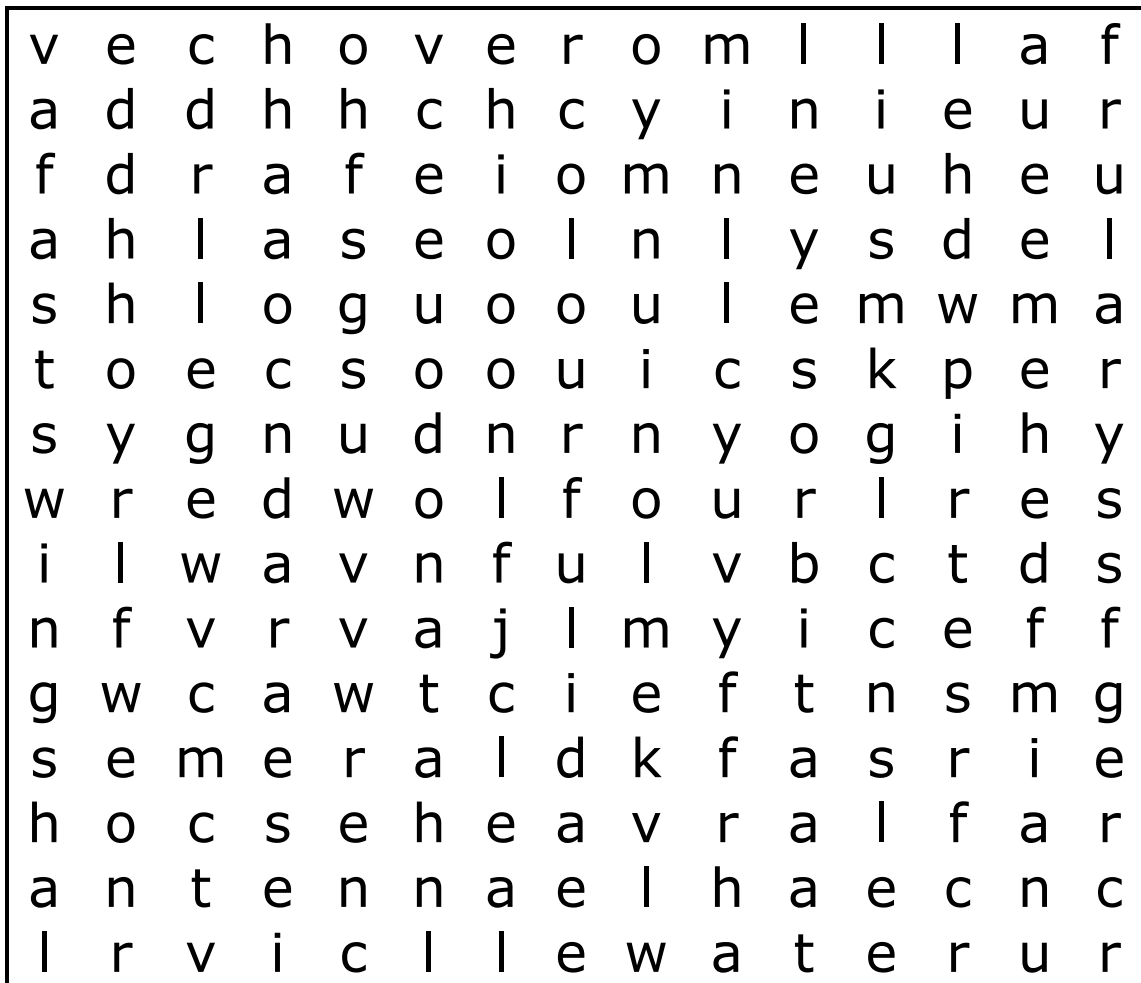 v e c h o v e r o m l l l a f
a d d h h c h c y i n i e u r
f d r a f e i o m n e u h e u
a h l a s e o l n l y s d e l
s h l o g u o o u l e m w m a
t o e c s o o u i c s k p e r
s y g n u d n r n y o g i h y
w r e d w o l f o u r l r e s
i l w a v n f u l v b c t d s
n f v r v a j l m y i c e f f
g w c a w t c i e f t n s m g
s e m e r a l d k f a s r i e
h o c s e h e a v r a l f a r
a n t e n n a e l h a e c n c
l r v i c l l e w a t e r u r